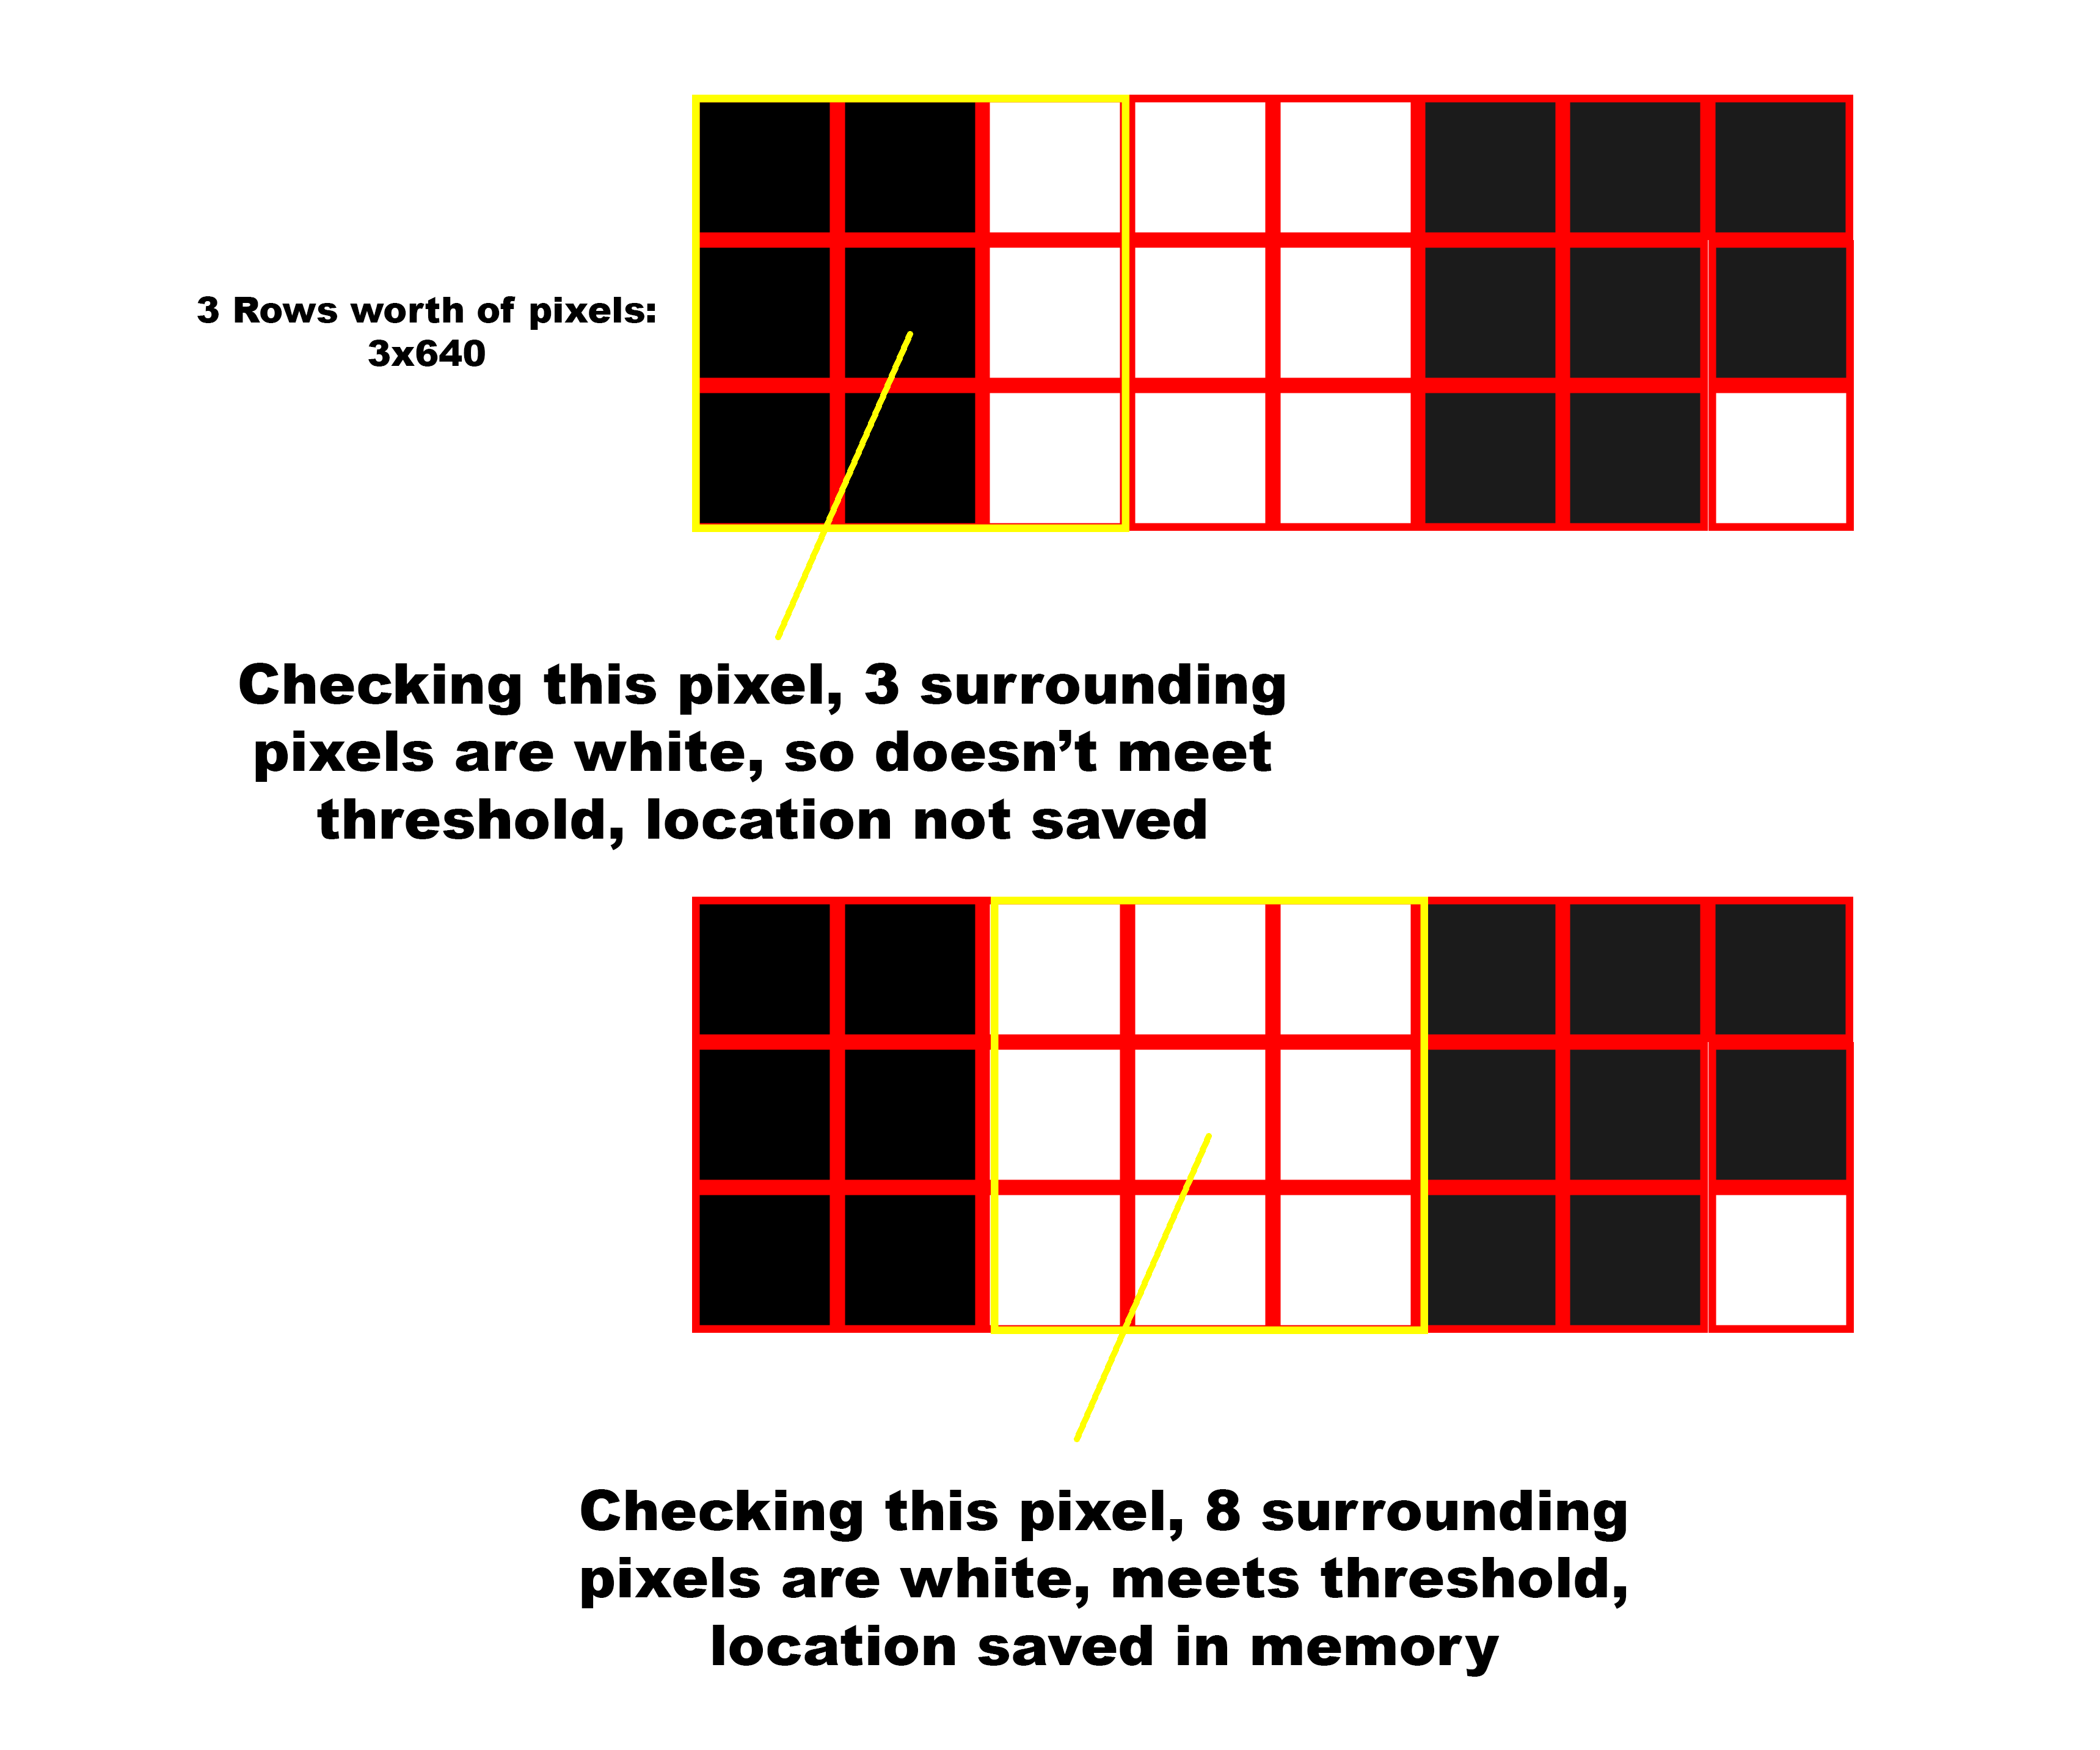 3 Rows worth of pixels:
3x640
Checking this pixel, 3 surrounding
pixels are white, so doesn’t meet
threshold, location not saved
Checking this pixel, 8 surrounding
pixels are white, meets threshold,
location saved in memory